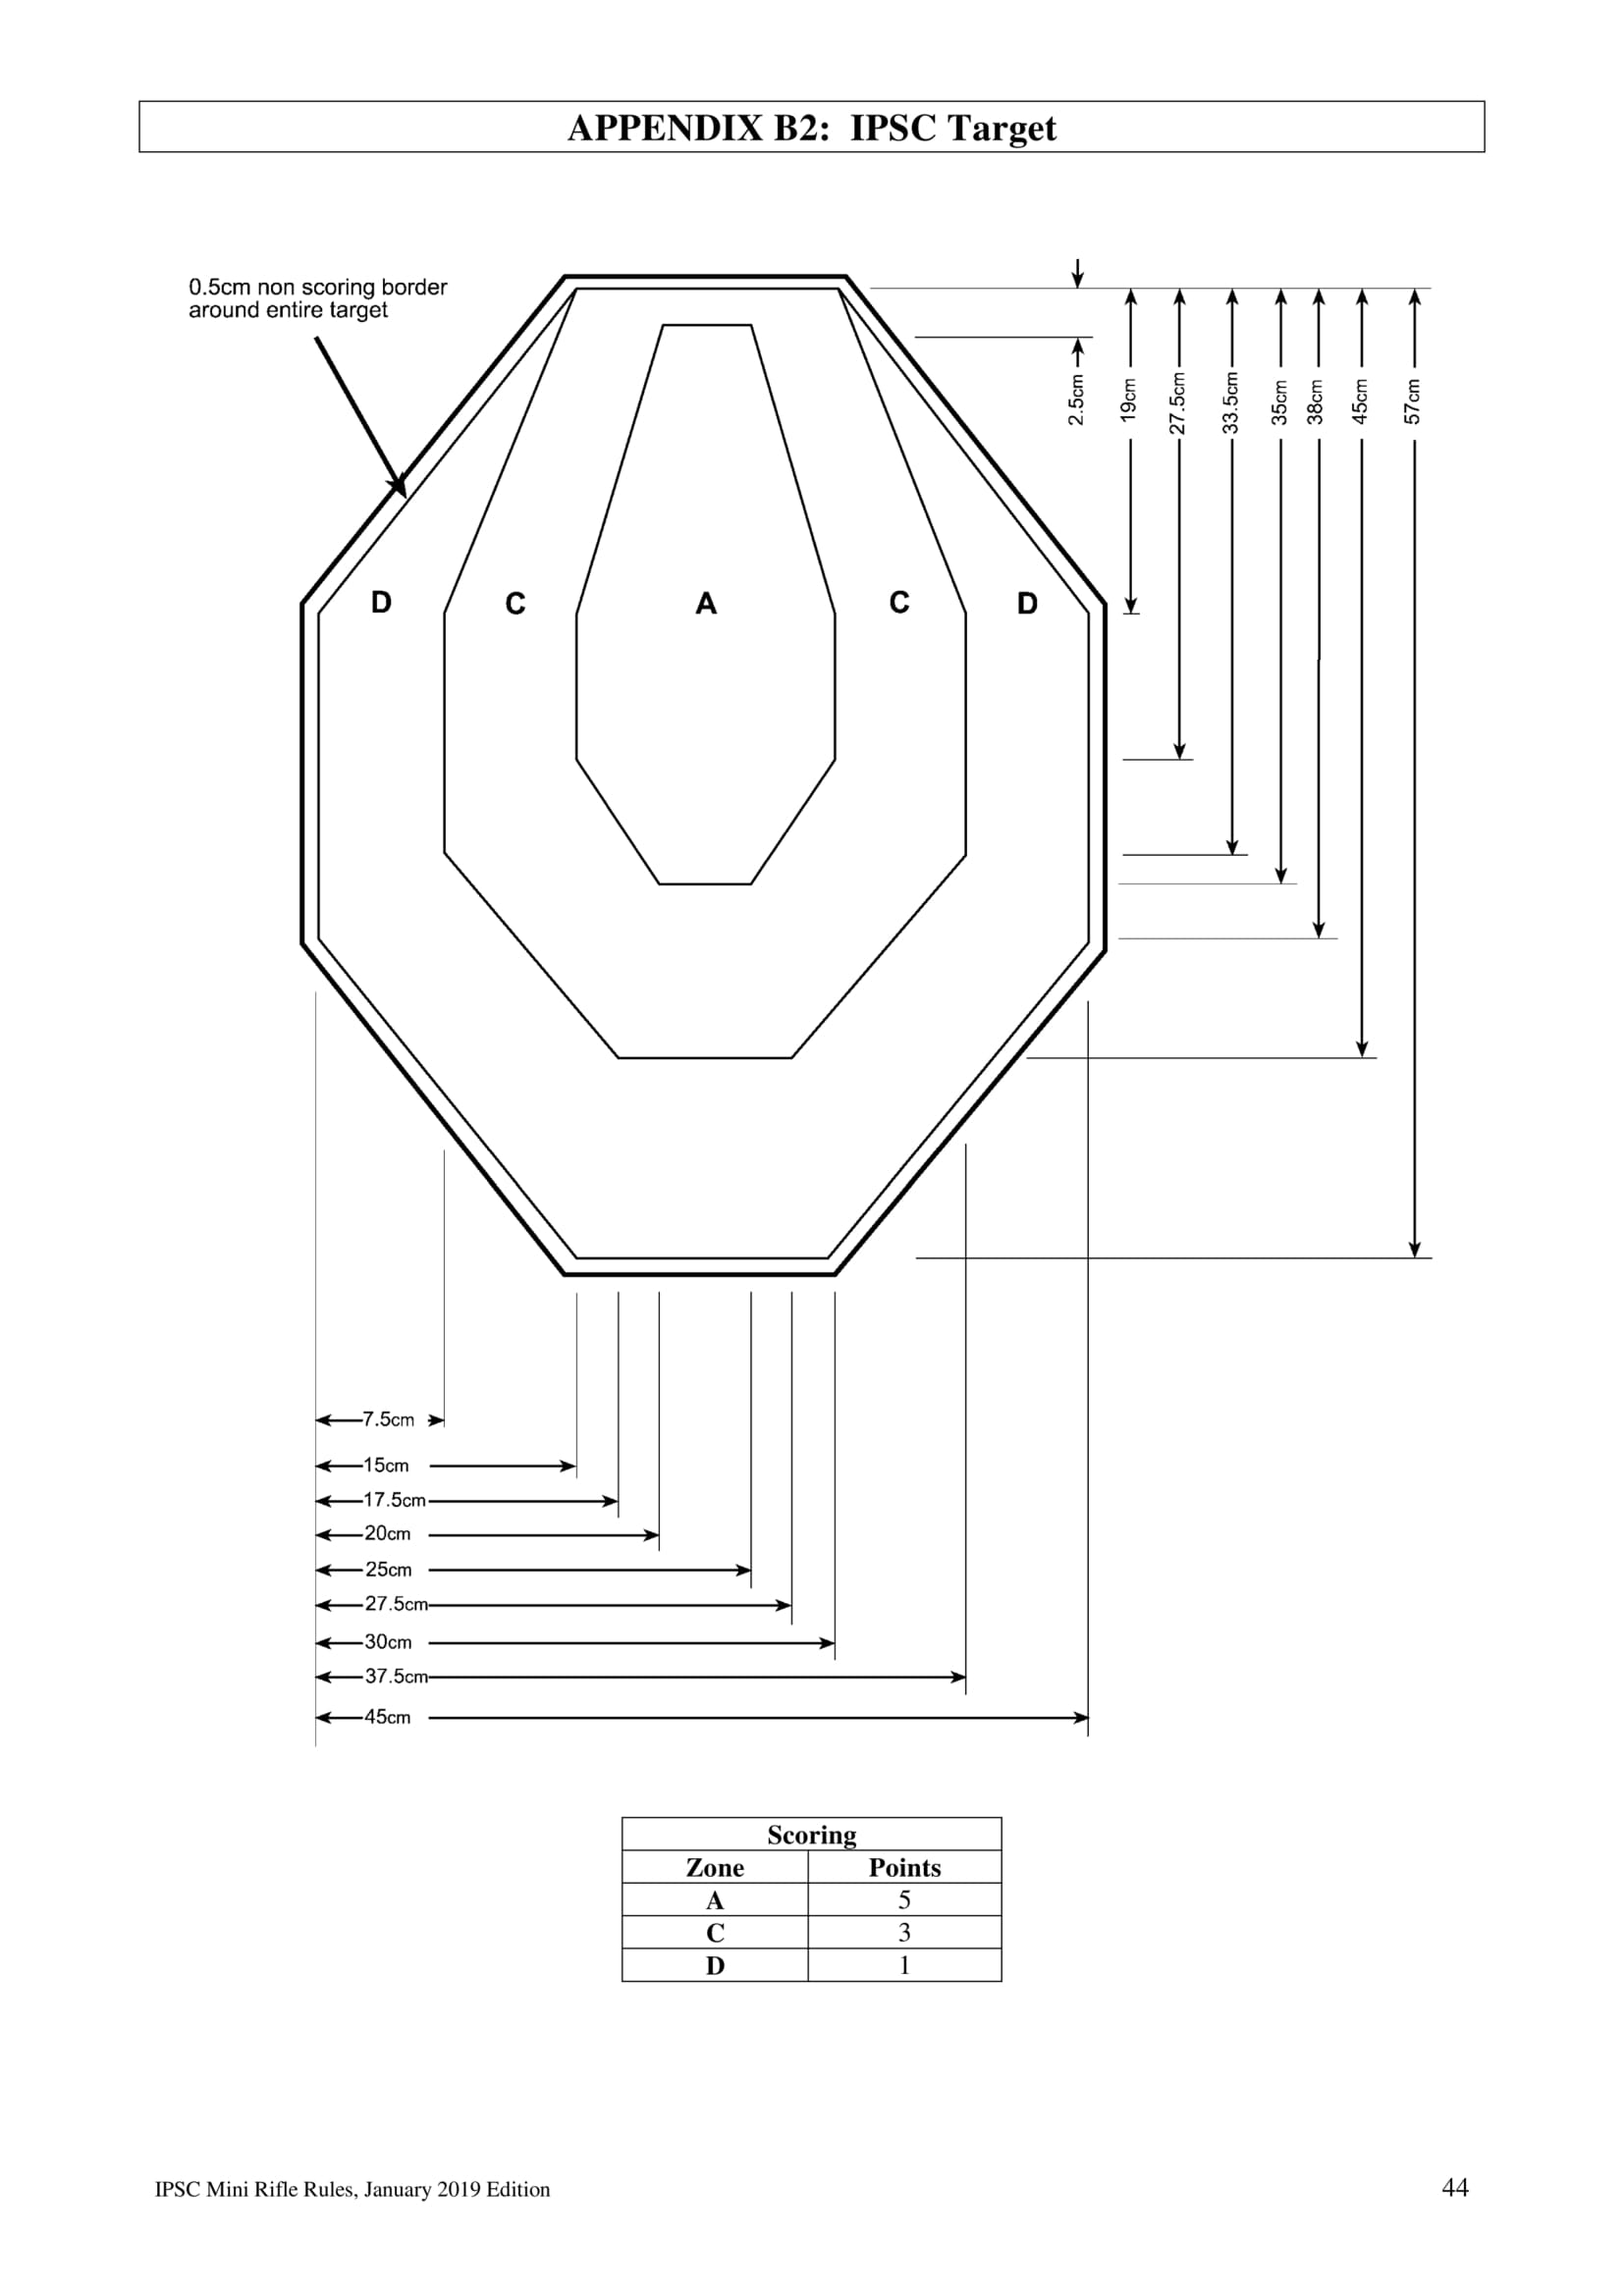 APPENDIX B2: IPSC Target
0.5cm non scoring border
around entire target
2.5cm
19cm
27.5cm
33.5cm
35cm
38cm
45cm
57cm
D C A C D
7.5cm
15cm
17.5cm
20cm
25cm
27.5cm
30cm
37.5cm
45cm
Scoring
Zone Points
A 5
C 3
D 1
IPSC Mini Rifle Rules, January 2019 Edition 44